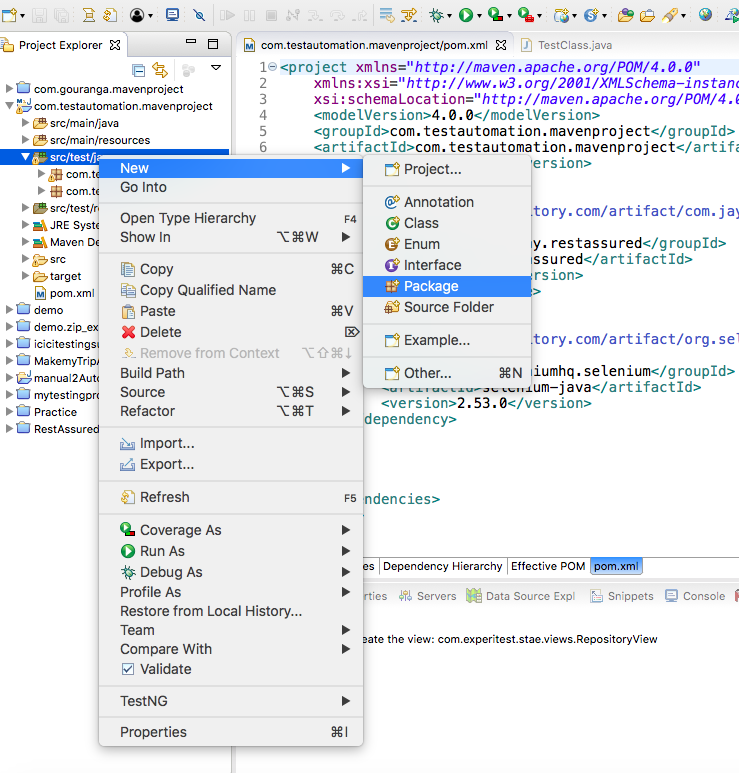 Project Explorer
com.testautomation.mavenproject/pom.xml
TestClass.java
com.gouranga.mavenproject
com.testautomation.mavenproject
src/main/java
src/main/resources
src/test/ja
com.te
com.te
src/test/re
JRE Syste
Maven De
src
target
pom.xml
demo
demo.zip_ex
icicitestingsu
MakemyTripA
manual2Auto
mytestingpro
Practice
RestAssured
1 <project xmlns="http://maven.apache.org/POM/4.0.0"
2 xmlns:xsi="http://www.w3.org/2001/XMLSchema-instanc
3 xsi:schemaLocation="http://maven.apache.org/POM/4.0
4 <modelVersion>4.0.0</modelVersion>
5 <groupId>com.testautomation.mavenproject</groupId>
6 <artifactId>com.testautomation.mavenproject</artifa
version>
tory.com/artifact/com.jay
y.restassured</groupId>
ssured</artifactId>
ersion>
>
tory.com/artifact/org.sel
niumhq.selenium</groupId>
<artifactId>selenium-java</artifactId>
<version>2.53.0</version>
dependency>
ndencies>
New
Go Into
Open Type Hierarchy F4
Show In ⌥⌘W
Copy ⌘C
Copy Qualified Name
Paste ⌘V
Delete ⌦
Remove from Context ⌥⇧⌘↓
Build Path
Source ⌥⌘S
Refactor ⌥⌘T
Import...
Export...
Refresh F5
Coverage As
Run As
Debug As
Profile As
Restore from Local History...
Team
Compare With
Validate
TestNG
Properties ⌘I
Project...
Annotation
Class
Enum
Interface
Package
Source Folder
Example...
Other... ⌘N
es Dependency Hierarchy Effective POM pom.xml
rties Servers Data Source Expl Snippets Console
eate the view: com.experitest.stae.views.RepositoryView